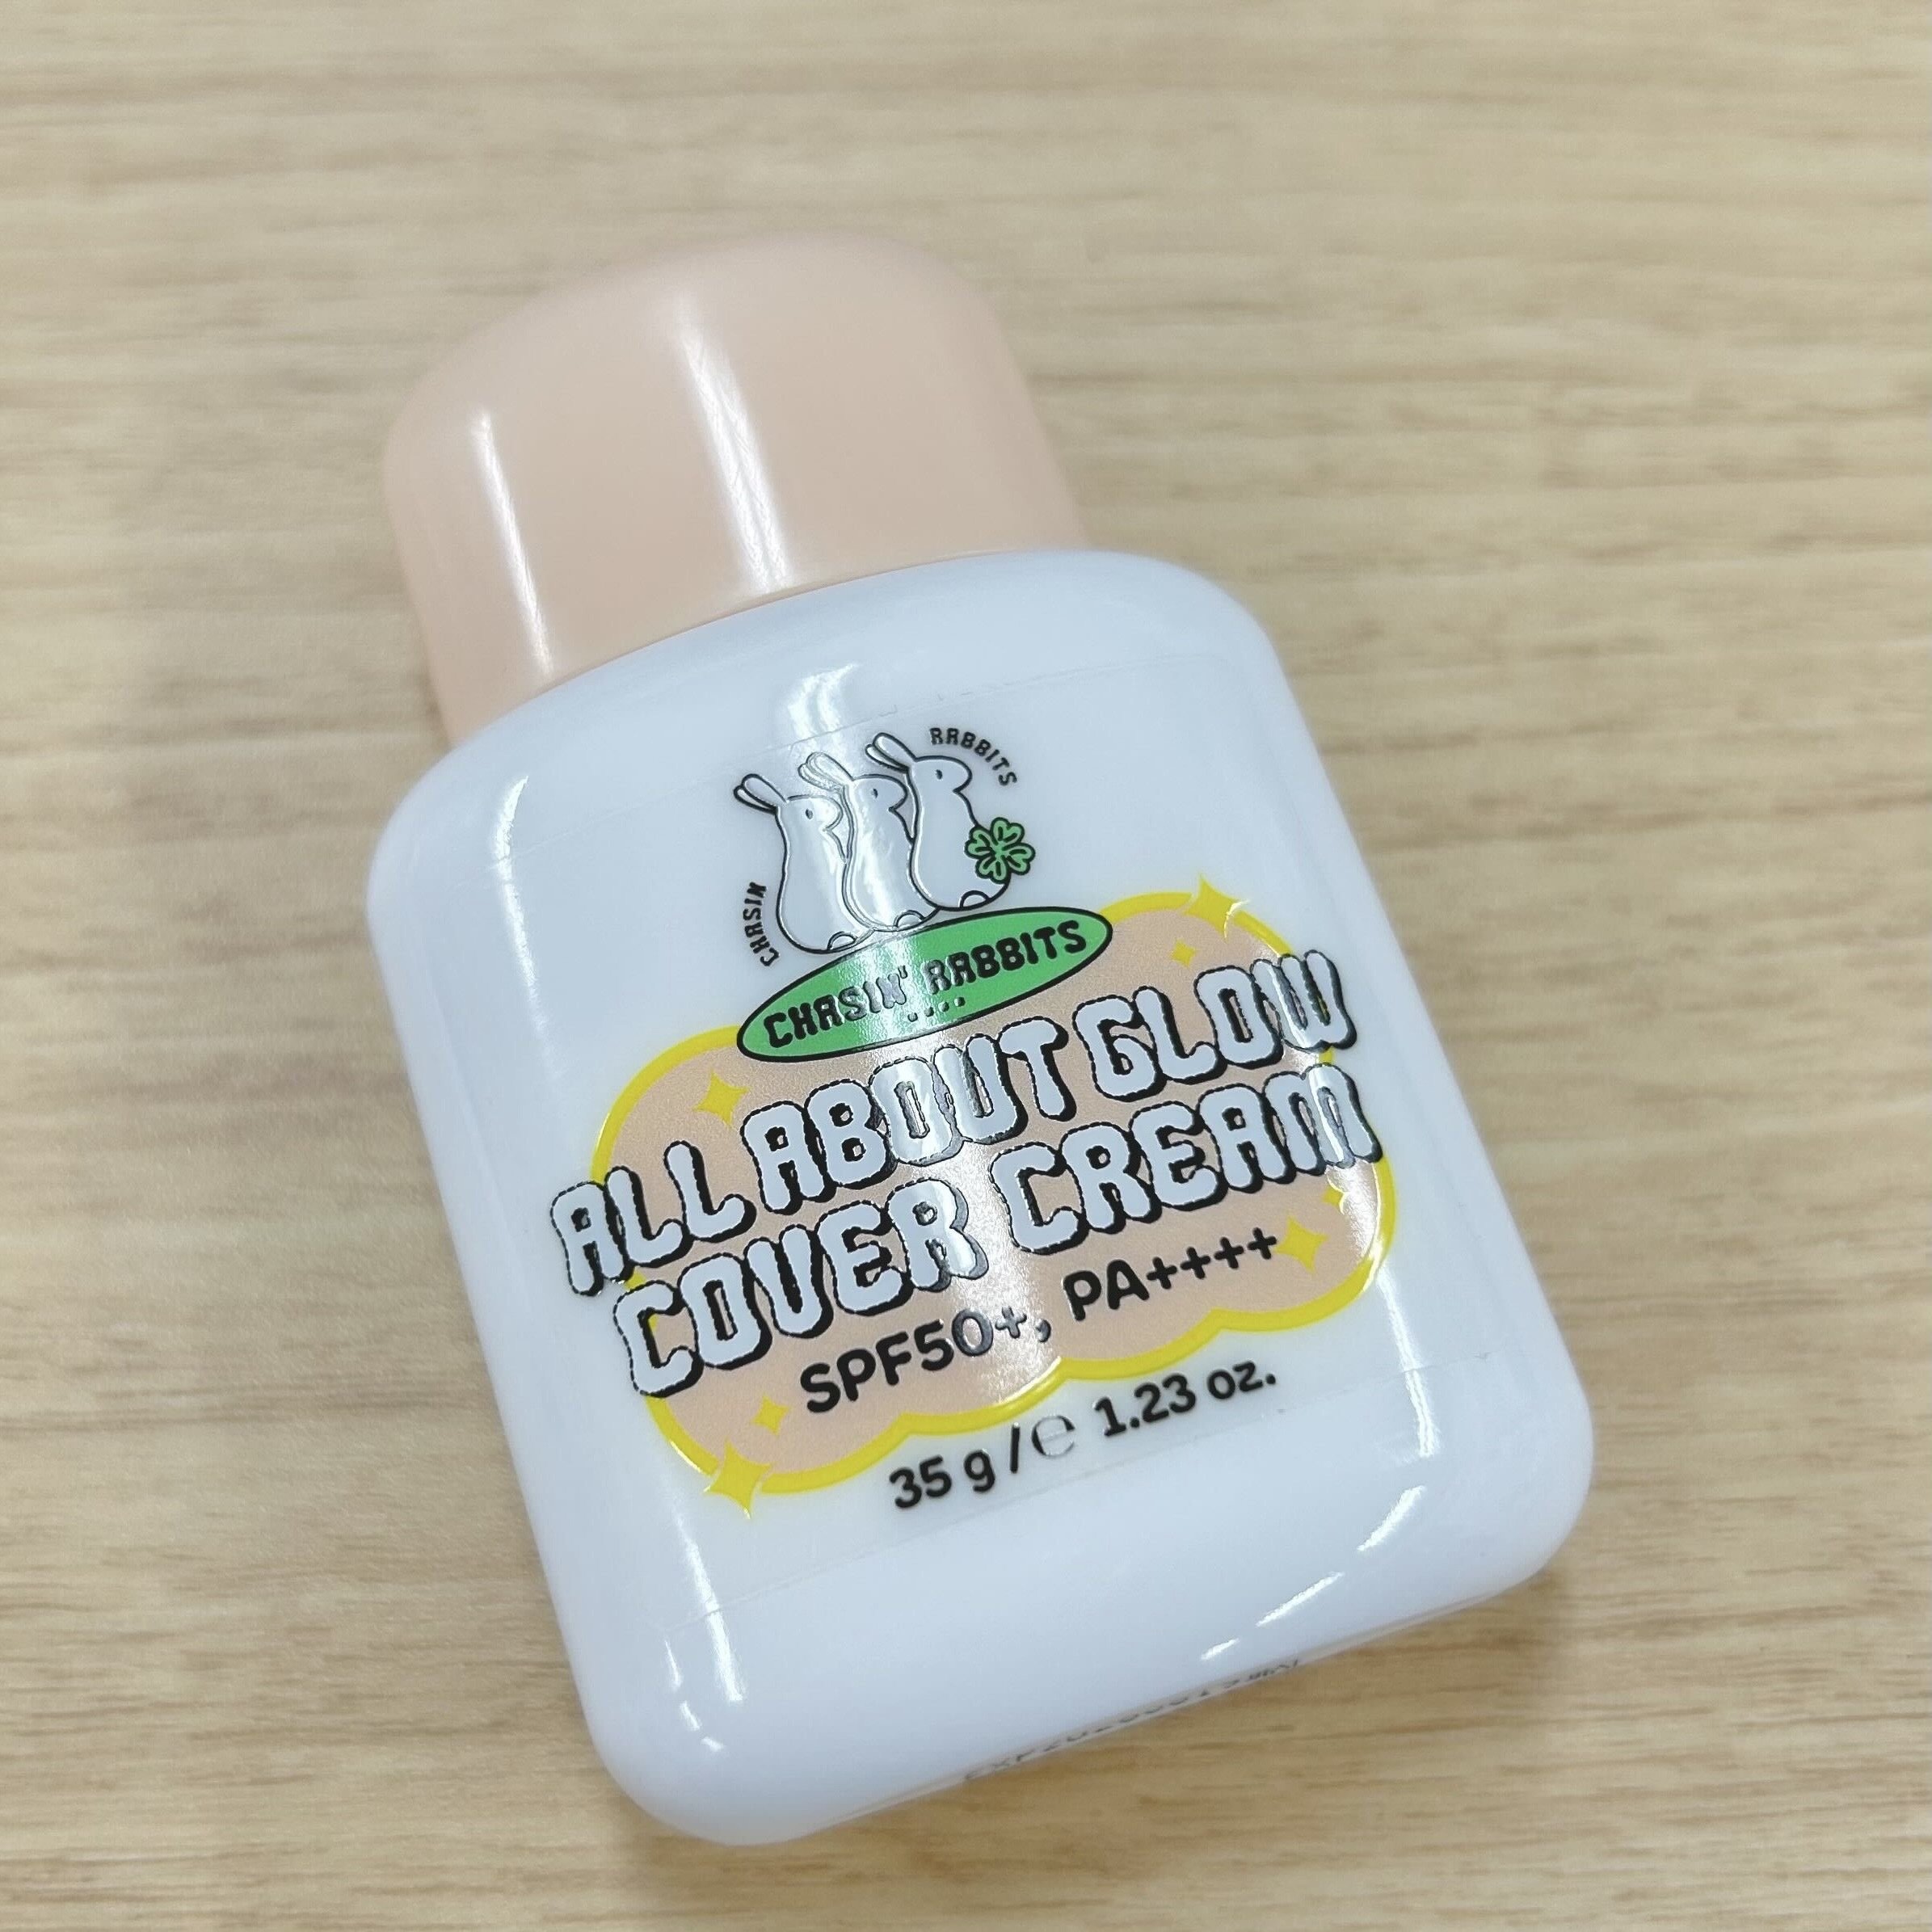 CHASIN
RABBITS
CHASIN' RABBITS
ALL ABOUT GLOW
COVER CREAM
SPF50+, PA++++
35 g / ℮ 1.23 oz.